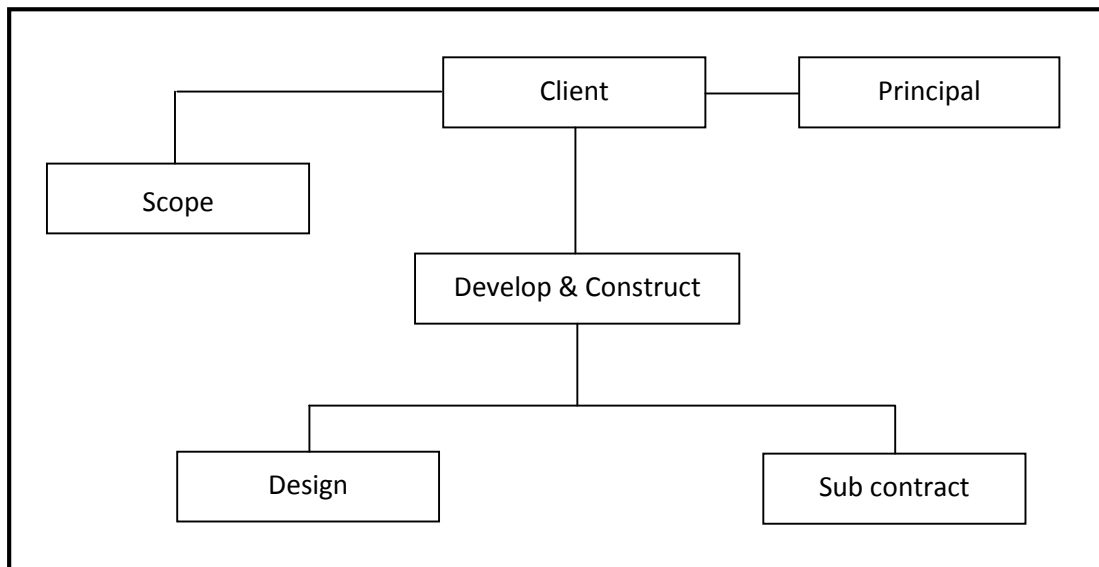 Client
Principal
Scope
Develop & Construct
Design
Sub contract